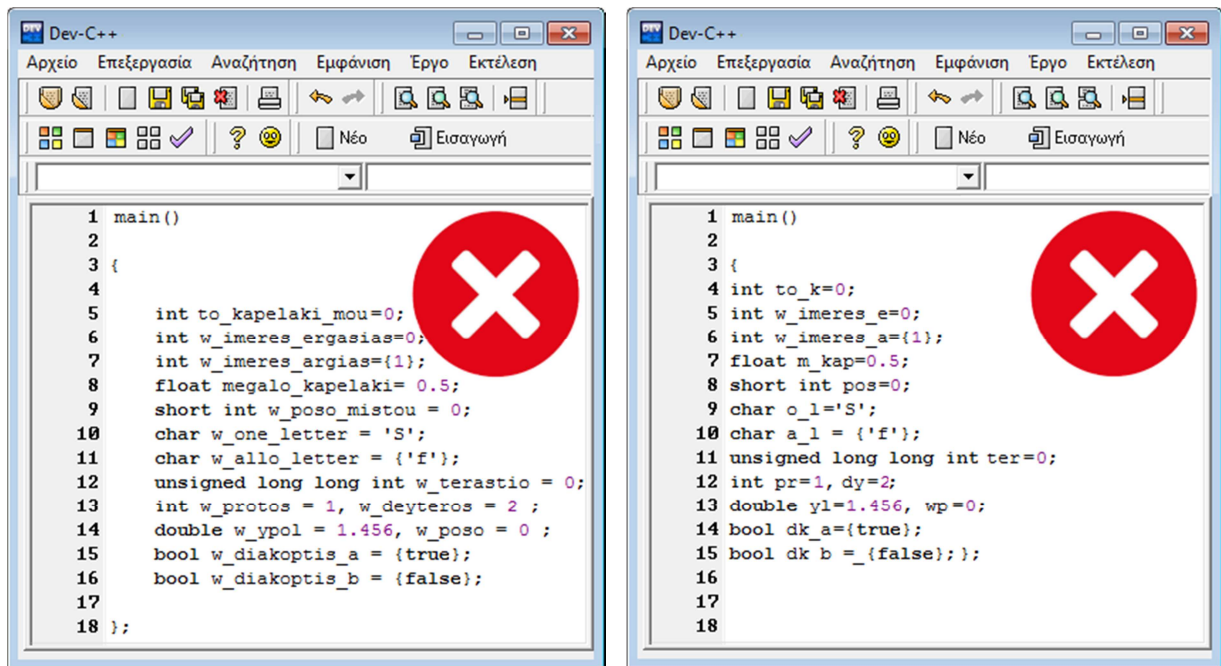 Dev-C++
Αρχείο Επεξεργασία Αναζήτηση Εμφάνιση Έργο Εκτέλεση
Νέο Εισαγωγή
1 main()
2
3 {
4
5 int to_kapelaki_mou=0;
6 int w_imeres_ergasias=0;
7 int w_imeres_argias={1};
8 float megalo_kapelaki= 0.5;
9 short int w_poso_mistou = 0;
10 char w_one_letter = 'S';
11 char w_allo_letter = {'f'};
12 unsigned long long int w_terastio = 0;
13 int w_protos = 1, w_deyteros = 2 ;
14 double w_ypol = 1.456, w_poso = 0 ;
15 bool w_diakoptis_a = {true};
16 bool w_diakoptis_b = {false};
17
18 };
Dev-C++
Αρχείο Επεξεργασία Αναζήτηση Εμφάνιση Έργο Εκτέλεση
Νέο Εισαγωγή
1 main()
2
3 {
4 int to_k=0;
5 int w_imeres_e=0;
6 int w_imeres_a={1};
7 float m_kap=0.5;
8 short int pos=0;
9 char o_l='S';
10 char a_l = {'f'};
11 unsigned long long int ter=0;
12 int pr=1, dy=2;
13 double yl=1.456, wp=0;
14 bool dk_a={true};
15 bool dk b =_{false}; };
16
17
18